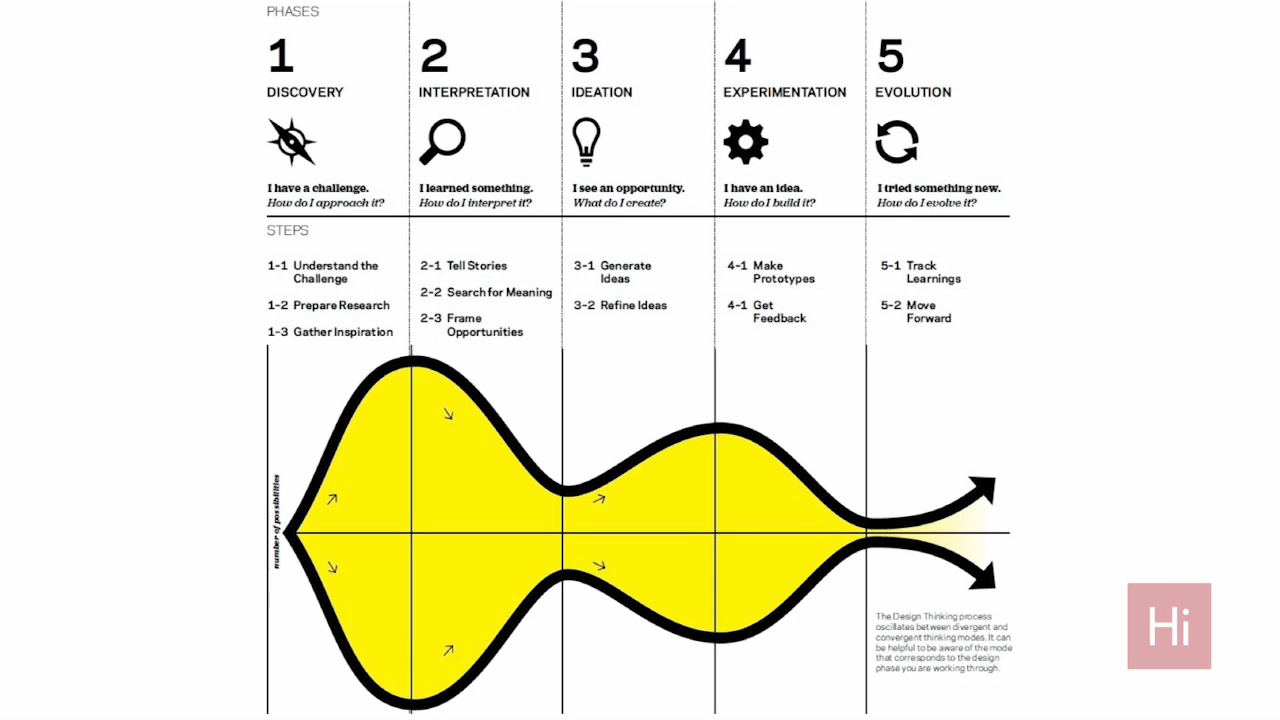 PHASES
1
DISCOVERY
I have a challenge.
How do I approach it?
2
INTERPRETATION
I learned something.
How do I interpret it?
3
IDEATION
I see an opportunity.
What do I create?
4
EXPERIMENTATION
I have an idea.
How do I build it?
5
EVOLUTION
I tried something new.
How do I evolve it?
STEPS
1-1 Understand the
Challenge
1-2 Prepare Research
1-3 Gather Inspiration
2-1 Tell Stories
2-2 Search for Meaning
2-3 Frame
Opportunities
3-1 Generate
Ideas
3-2 Refine Ideas
4-1 Make
Prototypes
4-1 Get
Feedback
5-1 Track
Learnings
5-2 Move
Forward
number of possibilities
The Design Thinking process
oscillates between divergent and
convergent thinking modes. It can
be helpful to be aware of the mode
that corresponds to the design
phase you are working through.
Hi